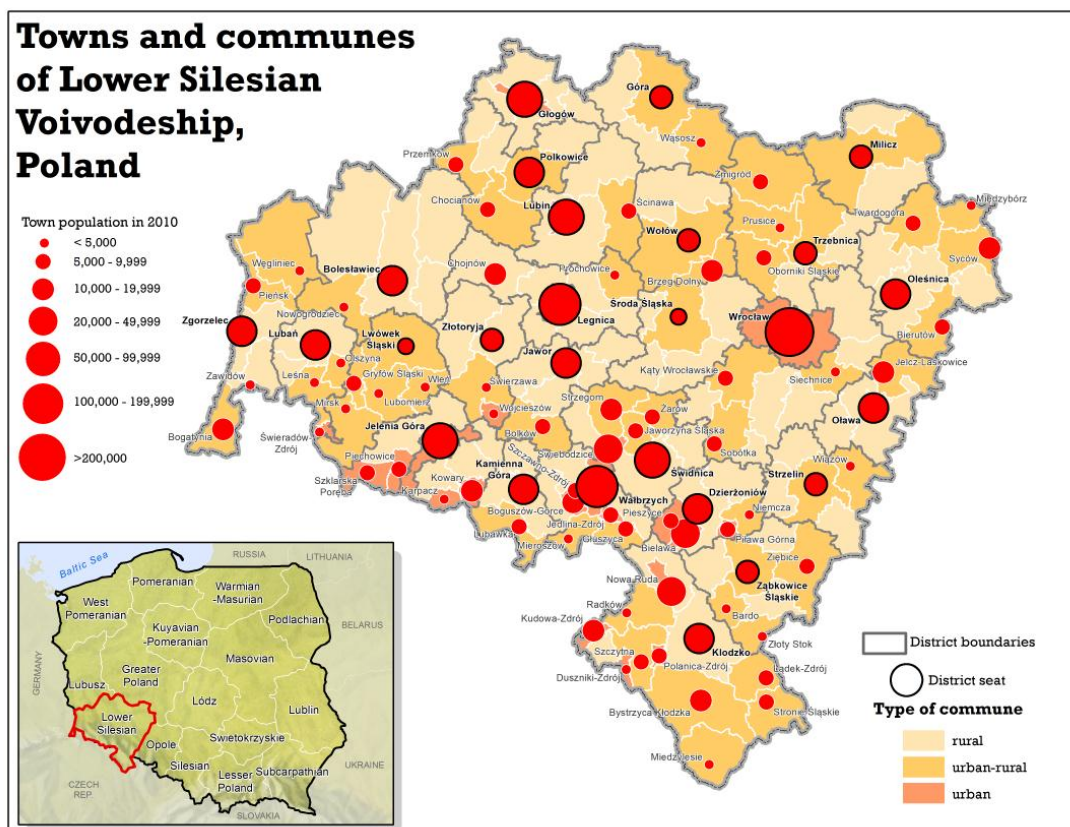 Towns and communes
of Lower Silesian
Voivodeship,
Poland
Town population in 2010
< 5,000
5,000 - 9,999
10,000 - 19,999
20,000 - 49,999
50,000 - 99,999
100,000 - 199,999
>200,000
Głogów
Góra
Wąsosz
Milicz
Przemków
Polkowice
Żmigród
Międzybórz
Chocianów
Lubin
Ścinawa
Prusice
Twardogóra
Wołów
Trzebnica
Syców
Węgliniec
Bolesławiec
Chojnów
Prochowice
Brzeg Dolny
Oborniki Śląskie
Oleśnica
Pieńsk
Nowogrodziec
Środa Śląska
Wrocław
Zgorzelec
Lubań
Lwówek
Śląski
Złotoryja
Legnica
Bierutów
Jawor
Olszyna
Kąty Wrocławskie
Siechnice
Jelcz-Laskowice
Zawidów
Leśna
Gryfów Śląski
Wleń
Świerzawa
Mirsk
Lubomierz
Strzegom
Żarów
Oława
Bogatynia
Świeradów-
Zdrój
Wojcieszów
Bolków
Jaworzyna Śląska
Jelenia Góra
Świebodzice
Sobótka
Wiązów
Piechowice
Szczawno-Zdrój
Świdnica
Strzelin
Szklarska
Poręba
Kowary
Kamienna
Góra
Wałbrzych
Dzierżoniów
Karpacz
Boguszów-Gorce
Pieszyce
Niemcza
Lubawka
Jedlina-Zdrój
Mieroszów
Głuszyca
Bielawa
Piława Górna
Ziębice
Nowa Ruda
Ząbkowice
Śląskie
Radków
Bardo
Kudowa-Zdrój
Złoty Stok
Szczytna
Kłodzko
Duszniki-Zdrój
Polanica-Zdrój
Lądek-Zdrój
Bystrzyca Kłodzka
Stronie Śląskie
Międzylesie
District boundaries
District seat
Type of commune
rural
urban-rural
urban
Baltic Sea
RUSSIA
LITHUANIA
Pomeranian
Warmian
-Masurian
West
Pomeranian
Podlachian
Kuyavian
-Pomeranian
BELARUS
Masovian
GERMANY
Greater
Poland
Lubusz
Lódz
Lublin
Lower
Silesian
Opole
Swietokrzyskie
Silesian
Lesser
Poland
Subcarpathian
UKRAINE
CZECH
REP.
SLOVAKIA